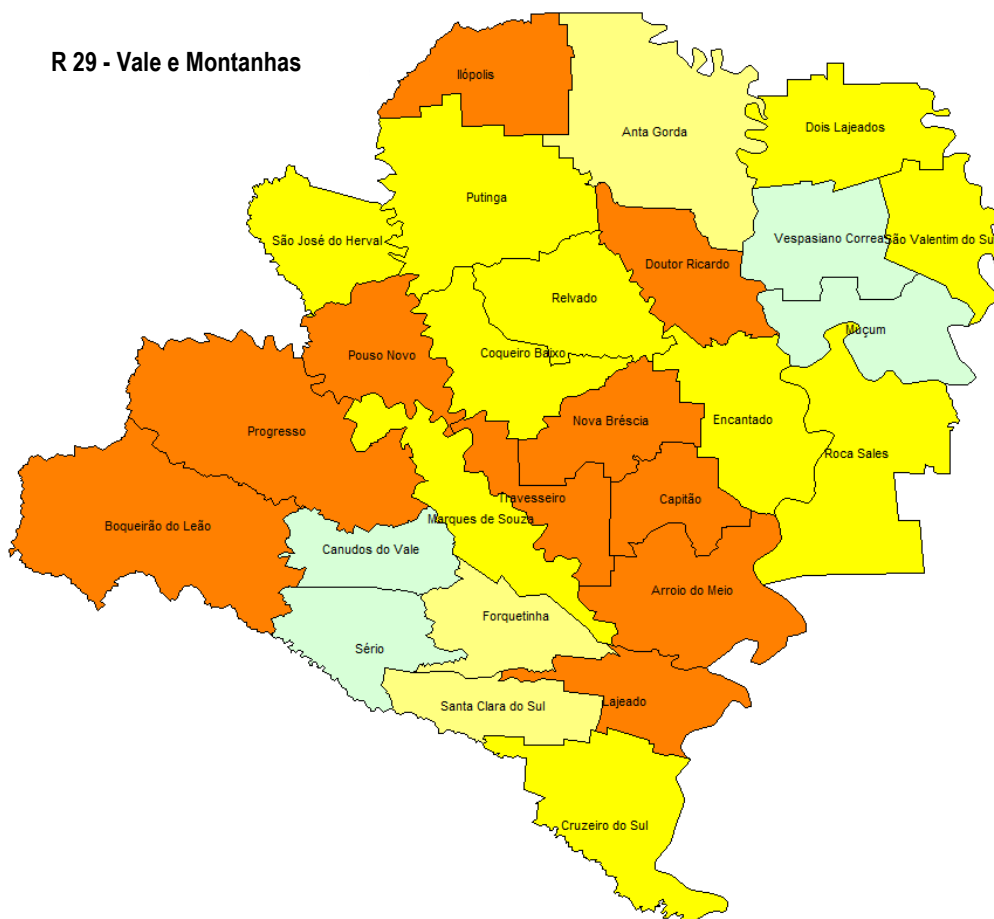 R 29 - Vale e Montanhas
Ilópolis
Anta Gorda
Dois Lajeados
Putinga
São José do Herval
Vespasiano Correa
São Valentim do Su
Doutor Ricardo
Relvado
Muçum
Pouso Novo
Coqueiro Baixo
Nova Bréscia
Encantado
Progresso
Roca Sales
Travesseiro
Capitão
Boqueirão do Leão
Marques de Souza
Canudos do Vale
Arroio do Meio
Forquetinha
Sério
Santa Clara do Sul
Lajeado
Cruzeiro do Sul